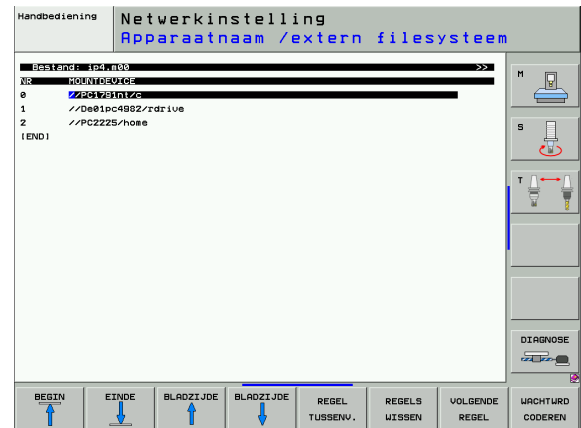 Handbediening
Netwerkinstelling
Apparaatnaam /extern filesysteem
Bestand: ip4.m00 >>
NR MOUNTDEVICE
0 //PC1791nt/c
1 //De01pc4982/rdrive
2 //PC2225/home
[END]
M
S
T
DIAGNOSE
BEGIN
EINDE
BLADZIJDE
BLADZIJDE
REGEL
TUSSENV.
REGELS
WISSEN
VOLGENDE
REGEL
WACHTWRD
CODEREN